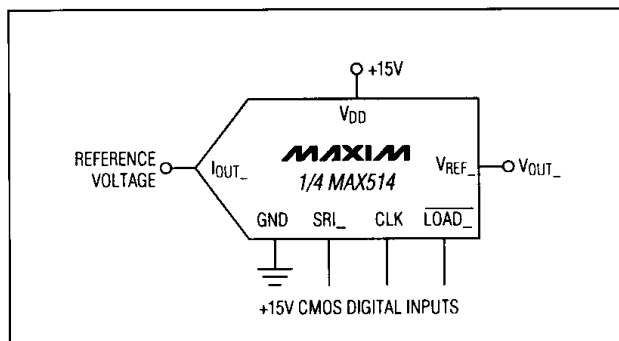 +15V
VDD
MAXIM
1/4 MAX514
REFERENCE
VOLTAGE
IOUT_
VREF_
VOUT_
GND SRI_ CLK LOAD_
+15V CMOS DIGITAL INPUTS